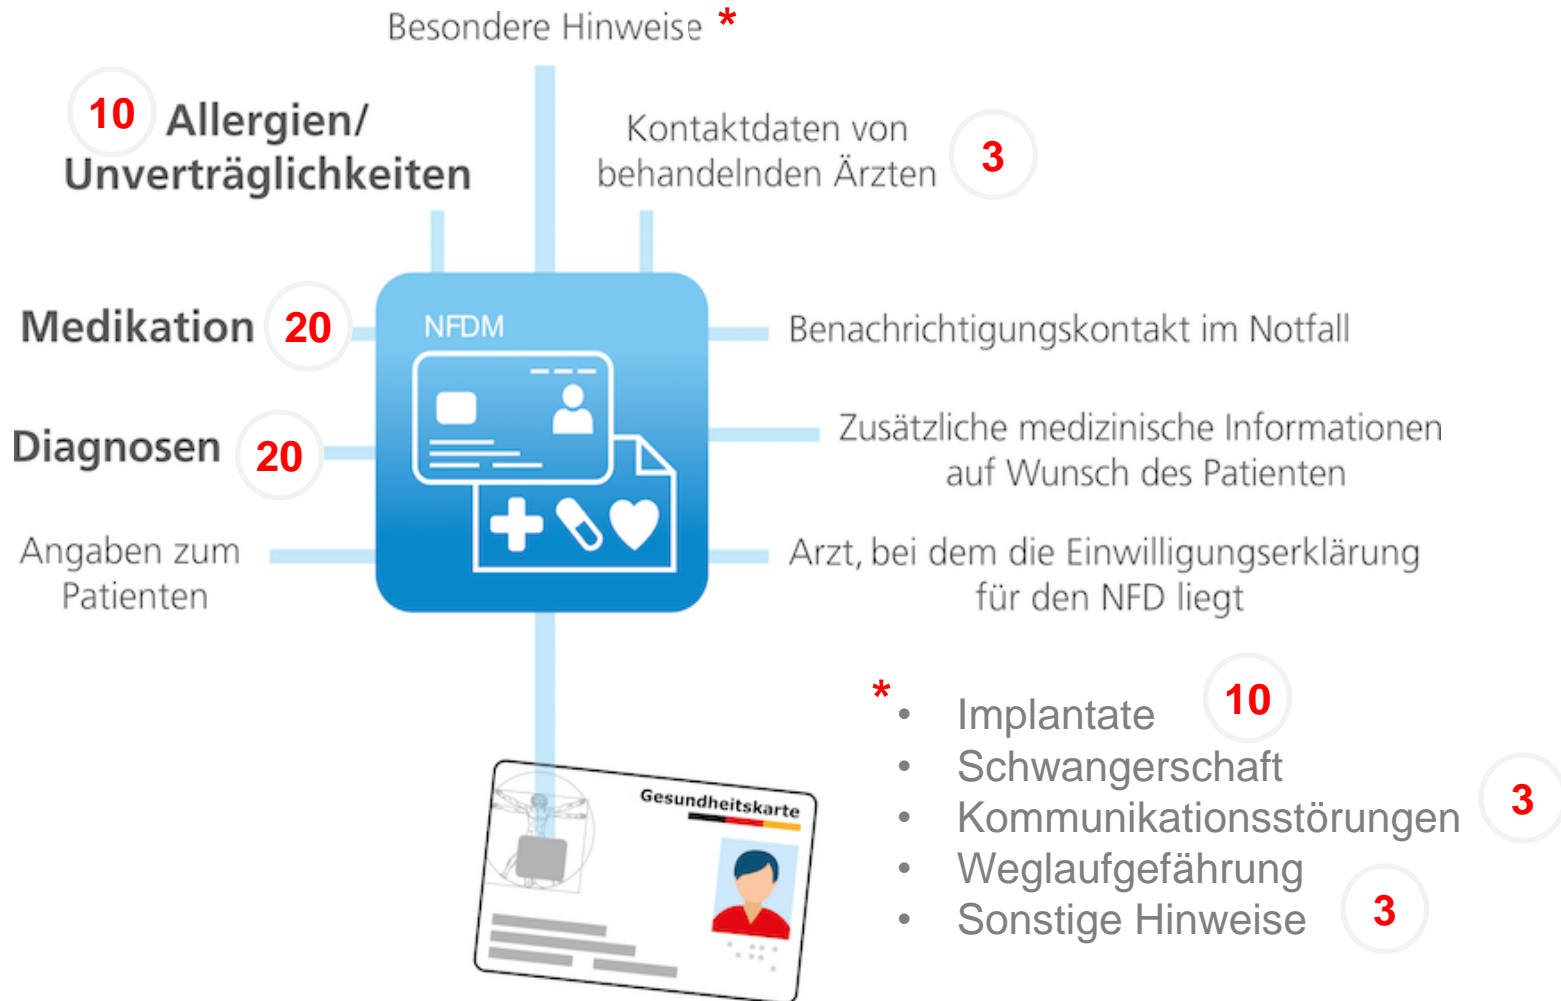 Besondere Hinweise *
10 Allergien/
Unverträglichkeiten
Kontaktdaten von
behandelnden Ärzten 3
Medikation 20
NFDM
Benachrichtigungskontakt im Notfall
Diagnosen 20
Zusätzliche medizinische Informationen
auf Wunsch des Patienten
Angaben zum
Patienten
Arzt, bei dem die Einwilligungserklärung
für den NFD liegt
Gesundheitskarte
*
• Implantate 10
• Schwangerschaft
• Kommunikationsstörungen 3
• Weglaufgefährung
• Sonstige Hinweise 3